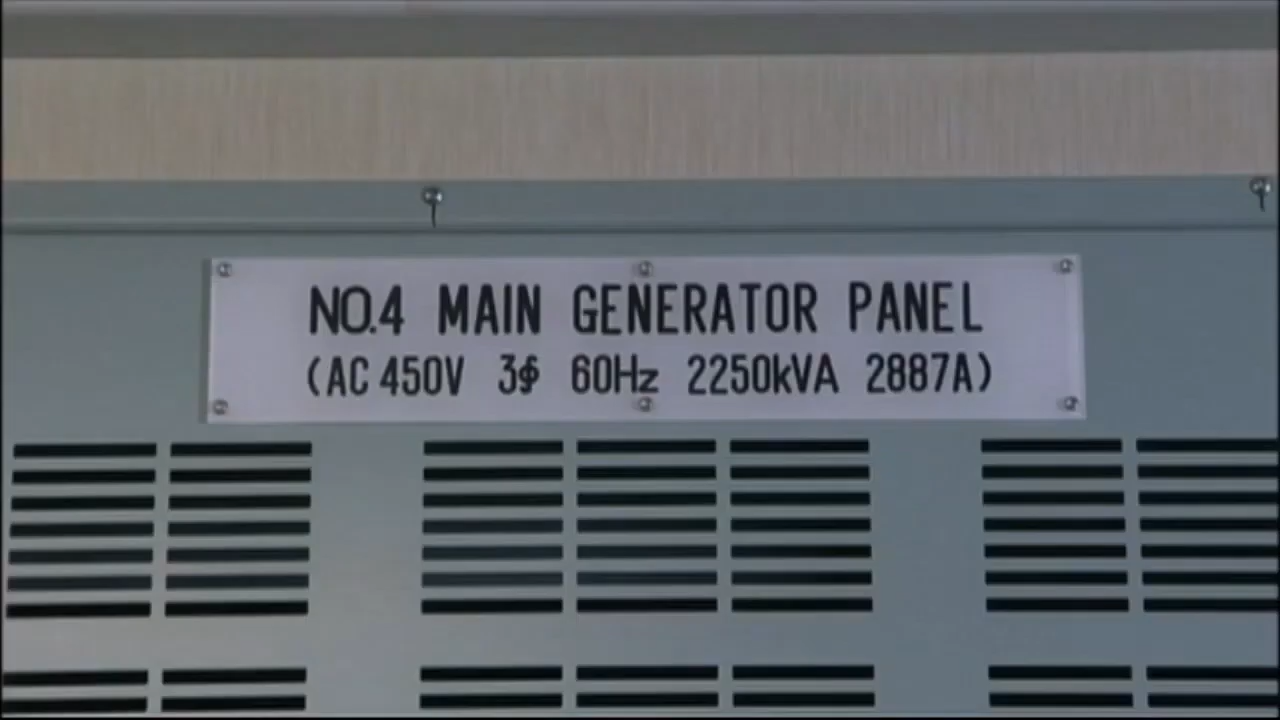 NO.4 MAIN GENERATOR PANEL
(AC 450V 3∮ 60Hz 2250kVA 2887A)